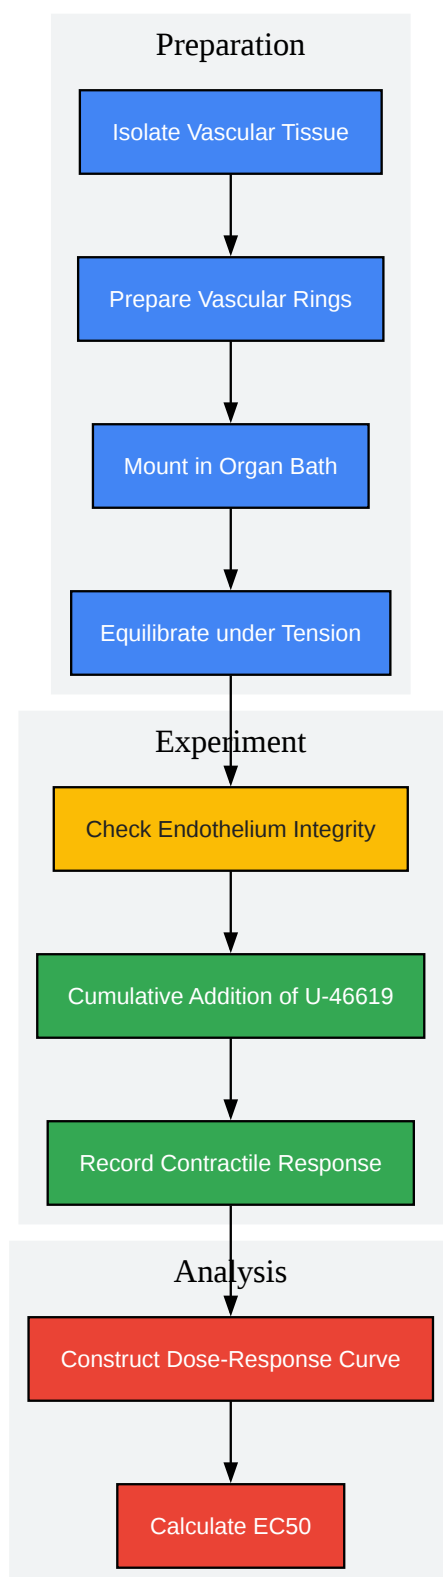 Preparation
Isolate Vascular Tissue
Prepare Vascular Rings
Mount in Organ Bath
Equilibrate under Tension
Experiment
Check Endothelium Integrity
Cumulative Addition of U-46619
Record Contractile Response
Analysis
Construct Dose-Response Curve
Calculate EC50